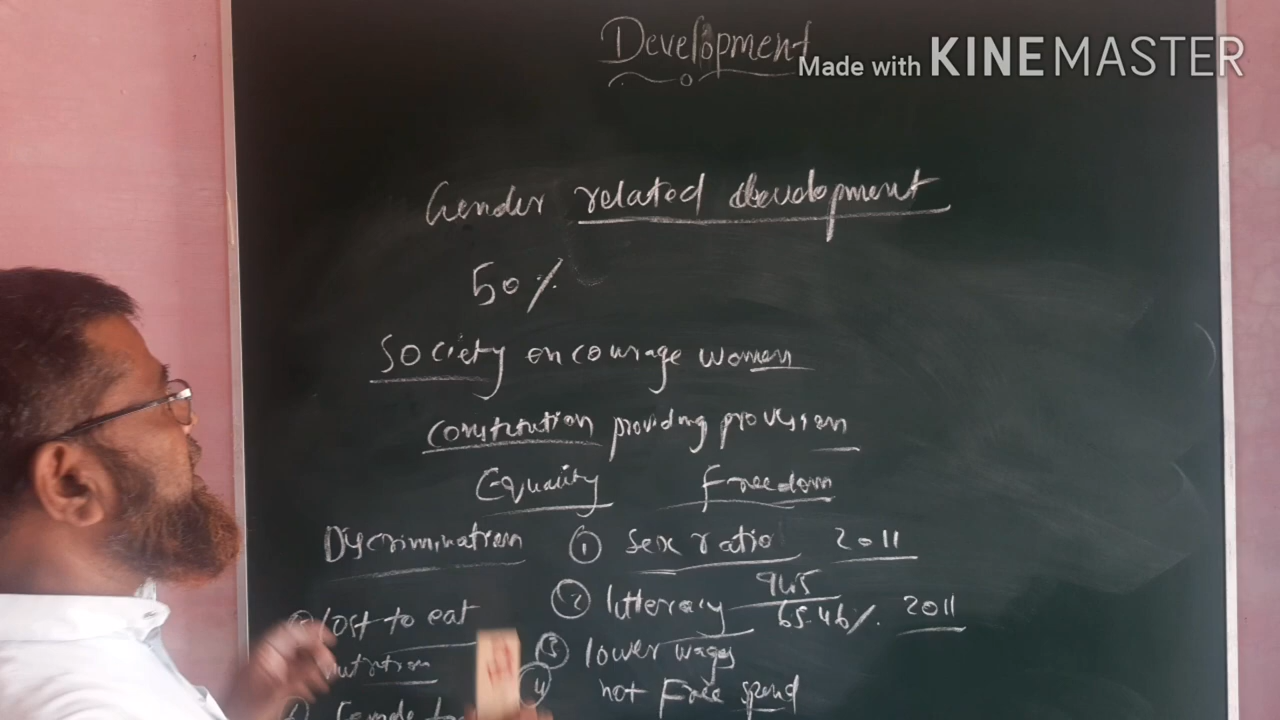 Development
Made with KINEMASTER
Gender related development
50%
Society encourage women
constitution providing provision
Equality Freedom
Discrimination ① Sex ratio 2011
945
② litteracy 65.46%. 2011
Lost to eat
③ lower wages
nutrition
④ not Free spend